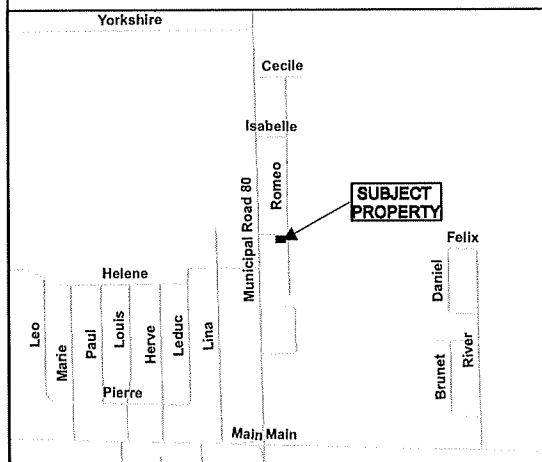 Yorkshire
Cecile
Isabelle
Municipal Road 80
Romeo
SUBJECT
PROPERTY
Felix
Daniel
Helene
Leo
Marie
Paul
Louis
Herve
Leduc
Lina
Brunet
River
Pierre
Main Main